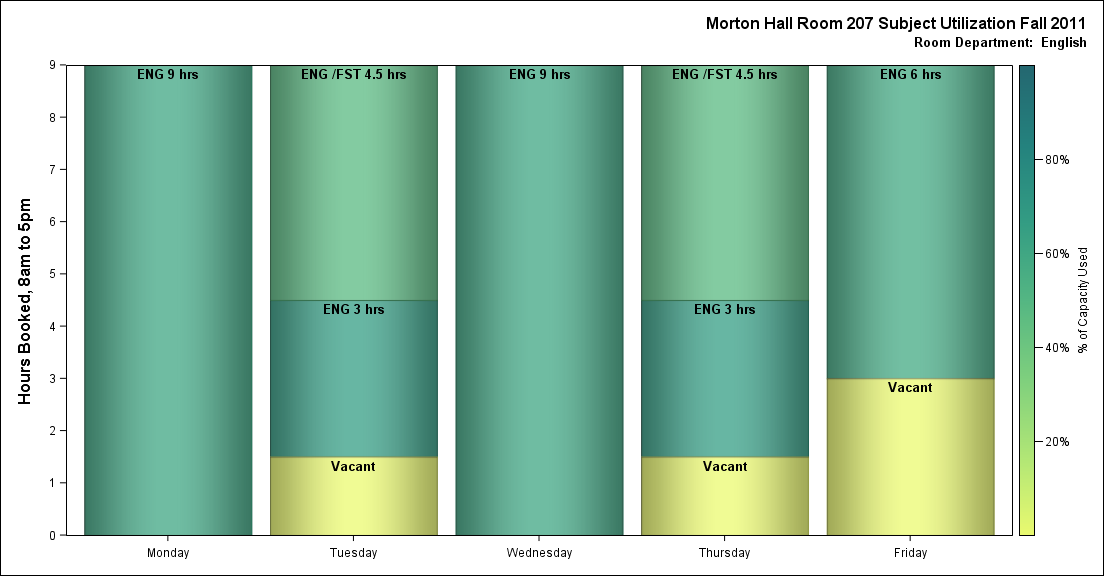 Morton Hall Room 207 Subject Utilization Fall 2011
Room Department:  English
Hours Booked, 8am to 5pm
9
8
7
6
5
4
3
2
1
0
ENG 9 hrs
ENG /FST 4.5 hrs
ENG 9 hrs
ENG /FST 4.5 hrs
ENG 6 hrs
ENG 3 hrs
ENG 3 hrs
Vacant
Vacant
Vacant
Monday
Tuesday
Wednesday
Thursday
Friday
80%
60%
40%
20%
% of Capacity Used